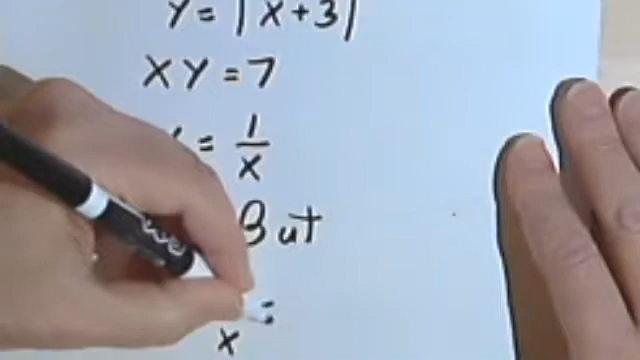 Y = |X+3|
XY = 7
= 1/X
But
X =